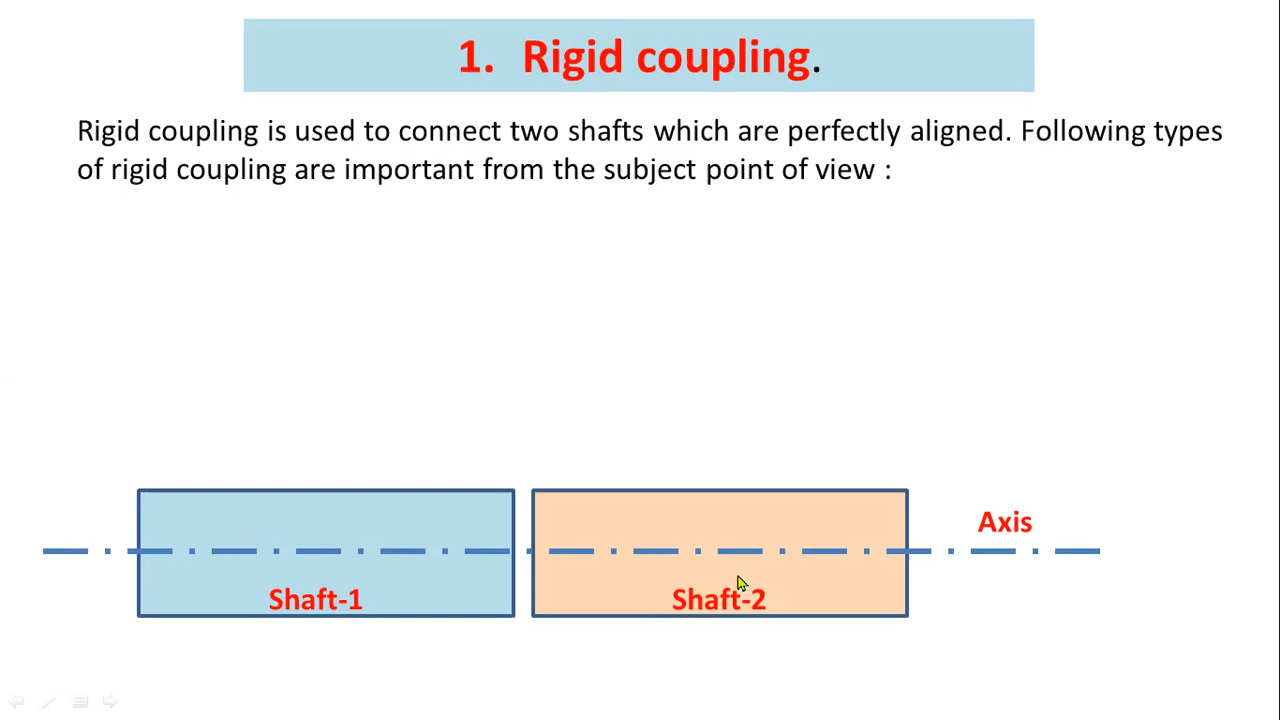 1. Rigid coupling.
Rigid coupling is used to connect two shafts which are perfectly aligned. Following types
of rigid coupling are important from the subject point of view :
Axis
Shaft-1
Shaft-2